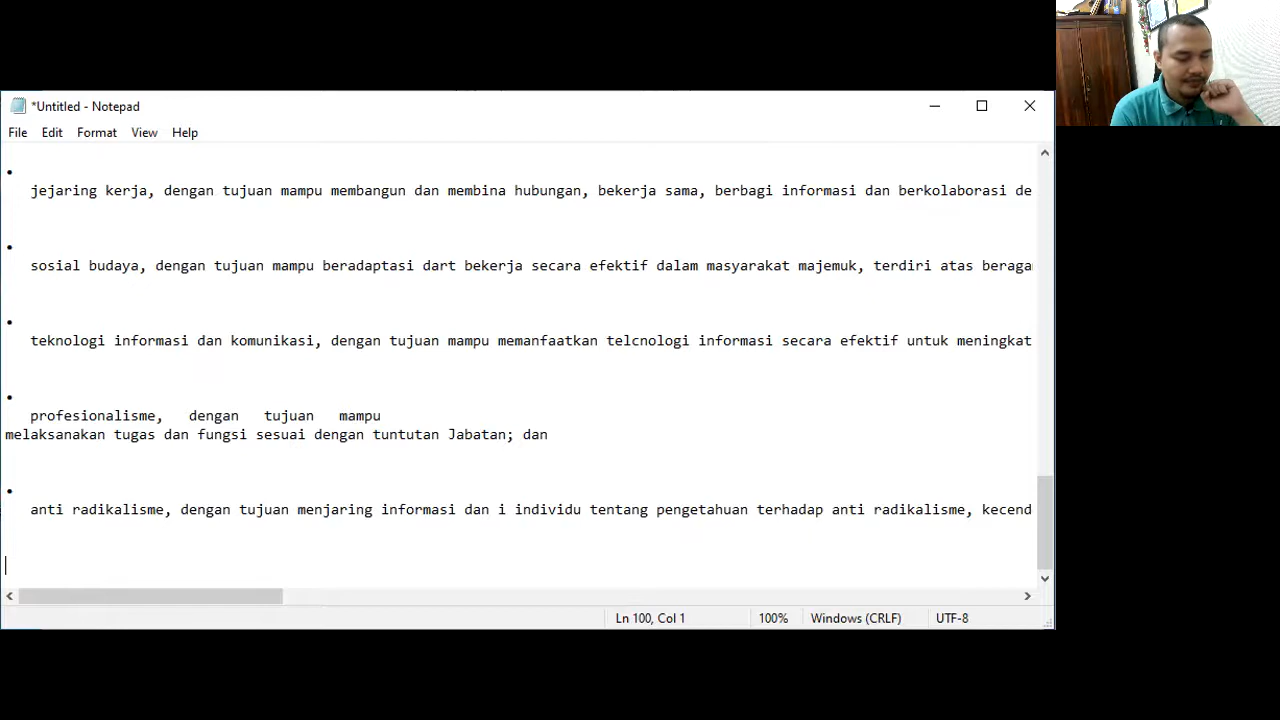 *Untitled - Notepad
File Edit Format View Help
•
jejaring kerja, dengan tujuan mampu membangun dan membina hubungan, bekerja sama, berbagi informasi dan berkolaborasi de
•
sosial budaya, dengan tujuan mampu beradaptasi dart bekerja secara efektif dalam masyarakat majemuk, terdiri atas beraga
•
teknologi informasi dan komunikasi, dengan tujuan mampu memanfaatkan telcnologi informasi secara efektif untuk meningkat
•
profesionalisme, dengan tujuan mampu
melaksanakan tugas dan fungsi sesuai dengan tuntutan Jabatan; dan
•
anti radikalisme, dengan tujuan menjaring informasi dan i individu tentang pengetahuan terhadap anti radikalisme, kecend
Ln 100, Col 1 100% Windows (CRLF) UTF-8